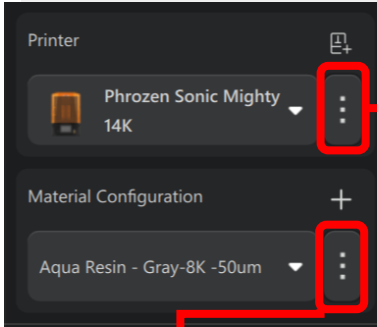 Printer
Phrozen Sonic Mighty
14K
Material Configuration
Aqua Resin - Gray-8K -50um